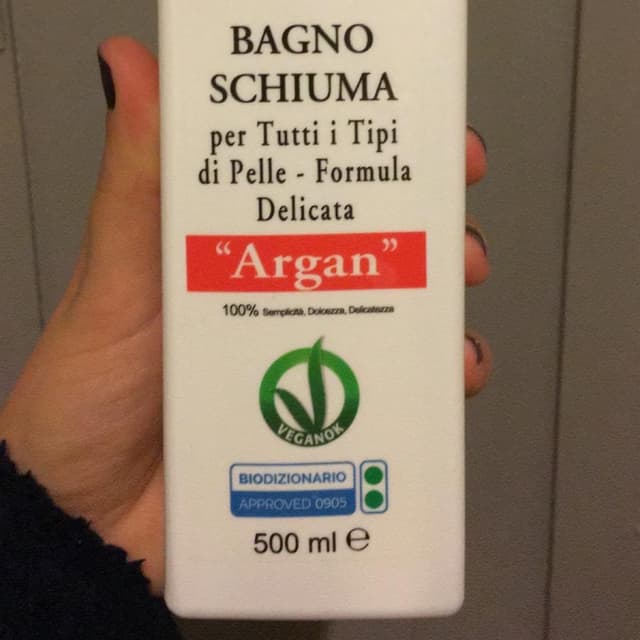 BAGNO
SCHIUMA
per Tutti i Tipi
di Pelle - Formula
Delicata
“Argan”
100% Semplicità, Dolcezza, Delicatezza
VEGANOK
BIODIZIONARIO
APPROVED 0905
500 ml ℮